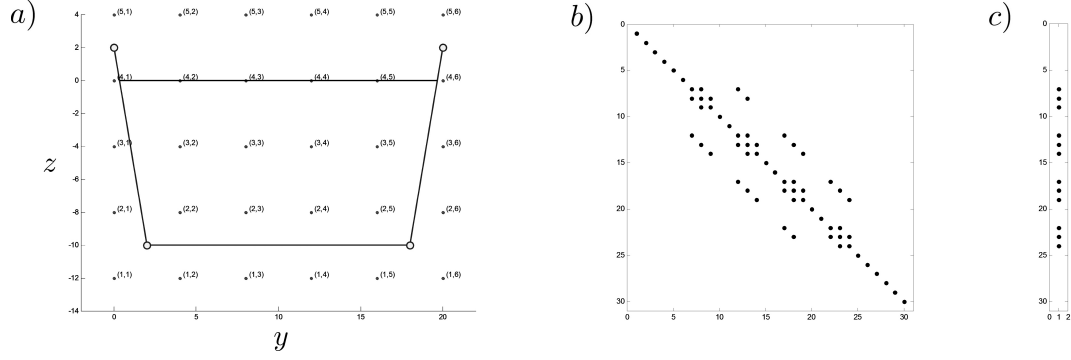 a)
4
2
0
-2
-4
-6
-8
-10
-12
-14
z
(5,1) (5,2) (5,3) (5,4) (5,5) (5,6)
(4,1) (4,2) (4,3) (4,4) (4,5) (4,6)
(3,1) (3,2) (3,3) (3,4) (3,5) (3,6)
(2,1) (2,2) (2,3) (2,4) (2,5) (2,6)
(1,1) (1,2) (1,3) (1,4) (1,5) (1,6)
0 5 10 15 20
y
b)
0
5
10
15
20
25
30
0 5 10 15 20 25 30
c)
0
5
10
15
20
25
30
0 1 2